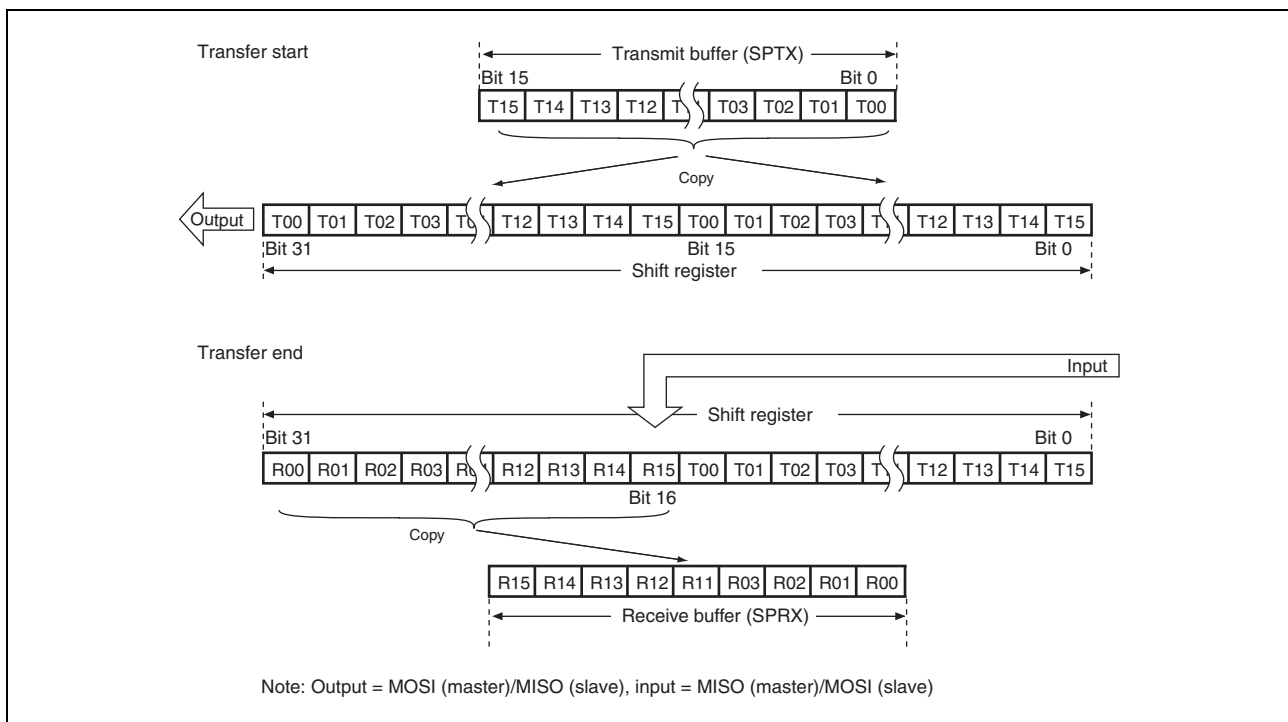 Transfer start
Transmit buffer (SPTX)
Bit 15 Bit 0
T15 T14 T13 T12 T03 T02 T01 T00
Copy
Output
T00 T01 T02 T03 T12 T13 T14 T15 T00 T01 T02 T03 T12 T13 T14 T15
Bit 31 Bit 15 Bit 0
Shift register
Transfer end
Input
Shift register
Bit 31 Bit 0
R00 R01 R02 R03 R12 R13 R14 R15 T00 T01 T02 T03 T12 T13 T14 T15
Bit 16
Copy
R15 R14 R13 R12 R11 R03 R02 R01 R00
Receive buffer (SPRX)
Note: Output = MOSI (master)/MISO (slave), input = MISO (master)/MOSI (slave)